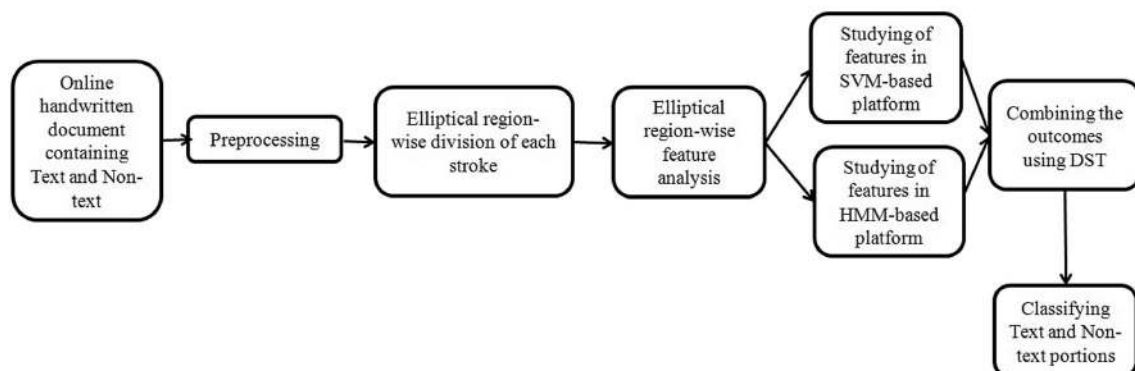 Online
handwritten
document
containing
Text and Non-
text
Preprocessing
Elliptical region-
wise division of each
stroke
Elliptical
region-wise
feature
analysis
Studying of
features in
SVM-based
platform
Studying of
features in
HMM-based
platform
Combining the
outcomes
using DST
Classifying
Text and Non-
text portions